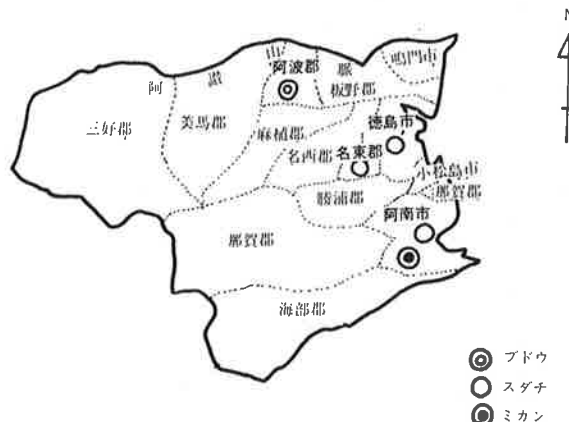 N
鳴門市
阿讃山脈
阿波郡
板野郡
三好郡
美馬郡
麻植郡
徳島市
名西郡
名東郡
小松島市
那賀郡
勝浦郡
阿南市
那賀郡
海部郡
ブドウ
スダチ
ミカン